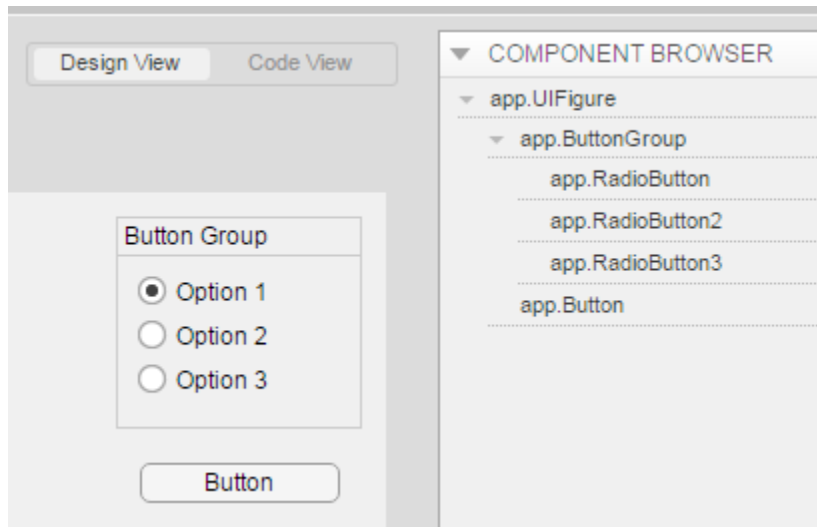 Design View Code View
Button Group
Option 1
Option 2
Option 3
Button
COMPONENT BROWSER
app.UIFigure
app.ButtonGroup
app.RadioButton
app.RadioButton2
app.RadioButton3
app.Button